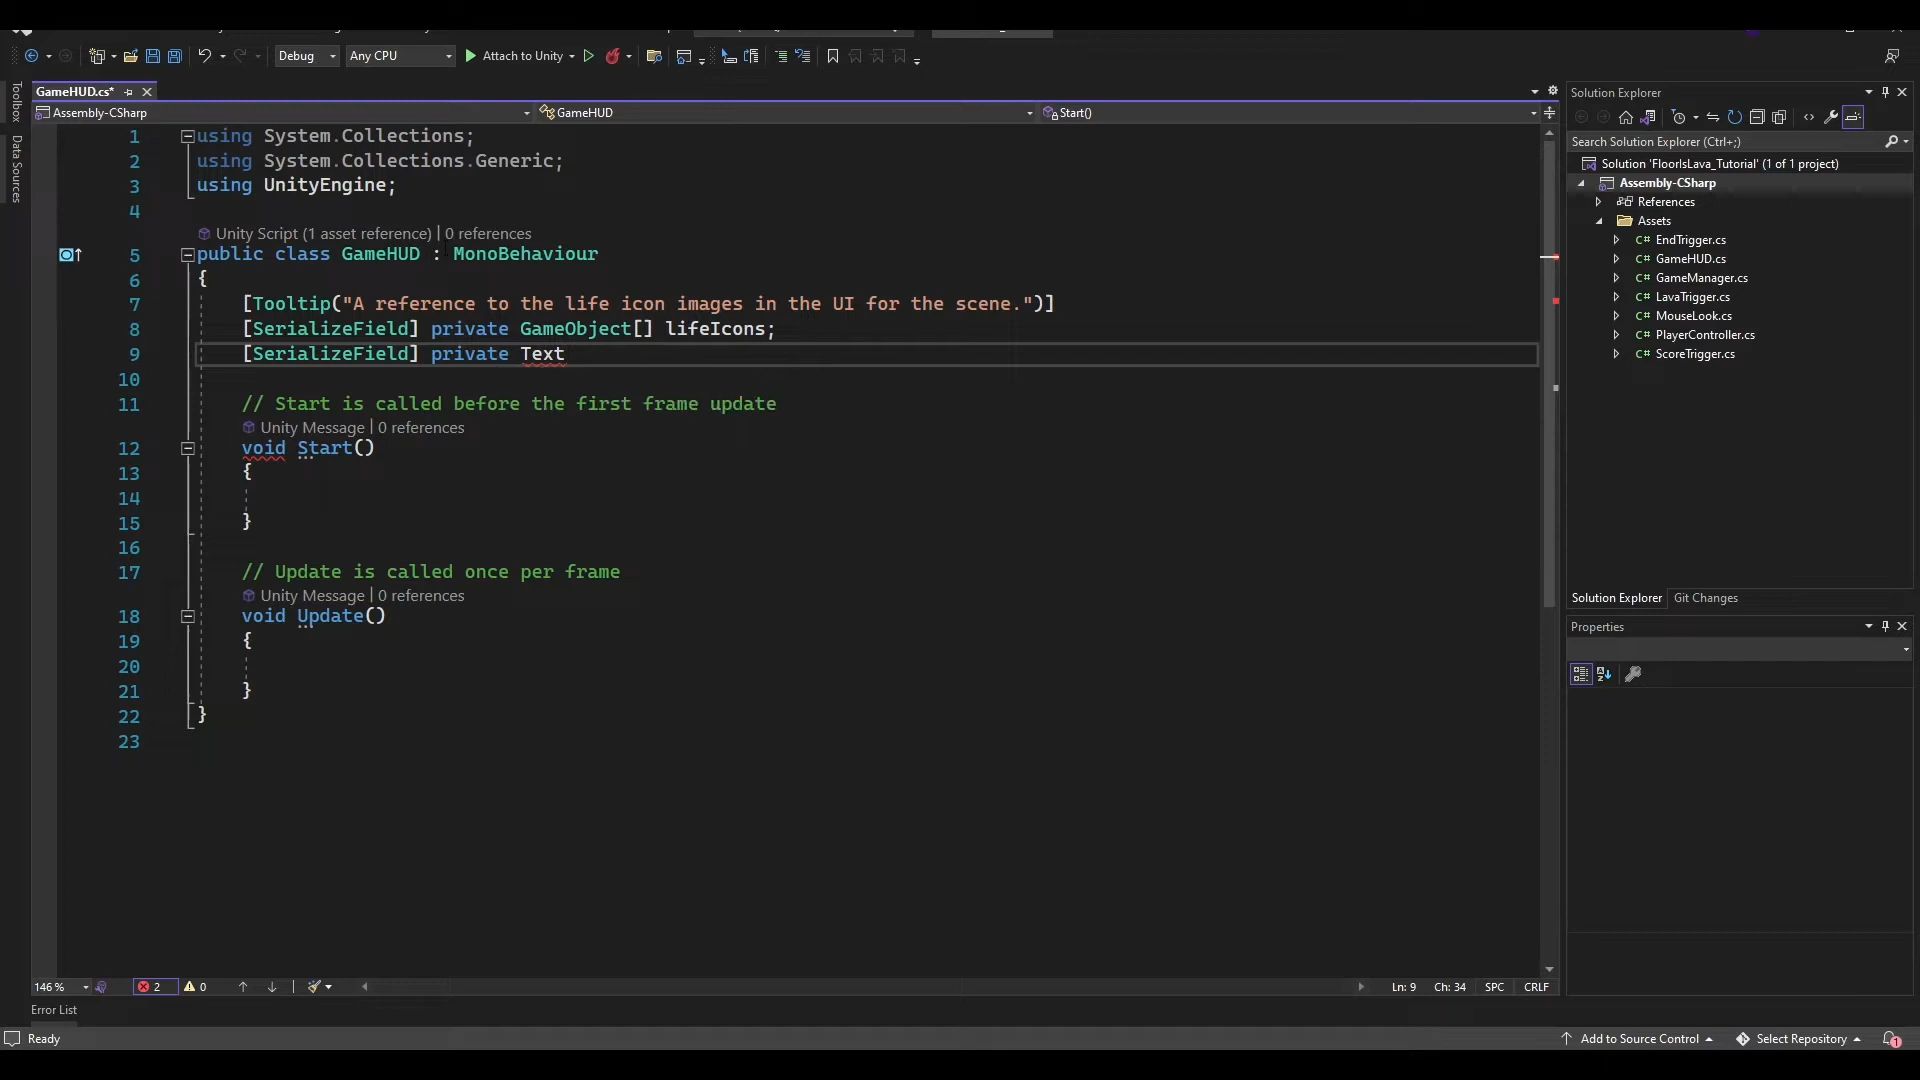 Debug
Any CPU
Attach to Unity
Toolbox
Data Sources
GameHUD.cs*
Assembly-CSharp
GameHUD
Start()
1 using System.Collections;
2 using System.Collections.Generic;
3 using UnityEngine;
4
Unity Script (1 asset reference) | 0 references
5 public class GameHUD : MonoBehaviour
6 {
7 [Tooltip("A reference to the life icon images in the UI for the scene.")]
8 [SerializeField] private GameObject[] lifeIcons;
9 [SerializeField] private Text
10
11 // Start is called before the first frame update
Unity Message | 0 references
12 void Start()
13 {
14
15 }
16
17 // Update is called once per frame
Unity Message | 0 references
18 void Update()
19 {
20
21 }
22 }
23
146 %
2
0
Ln: 9
Ch: 34
SPC
CRLF
Error List
Ready
Solution Explorer
Search Solution Explorer (Ctrl+;)
Solution 'FloorIsLava_Tutorial' (1 of 1 project)
Assembly-CSharp
References
Assets
C# EndTrigger.cs
C# GameHUD.cs
C# GameManager.cs
C# LavaTrigger.cs
C# MouseLook.cs
C# PlayerController.cs
C# ScoreTrigger.cs
Solution Explorer
Git Changes
Properties
Add to Source Control
Select Repository
1